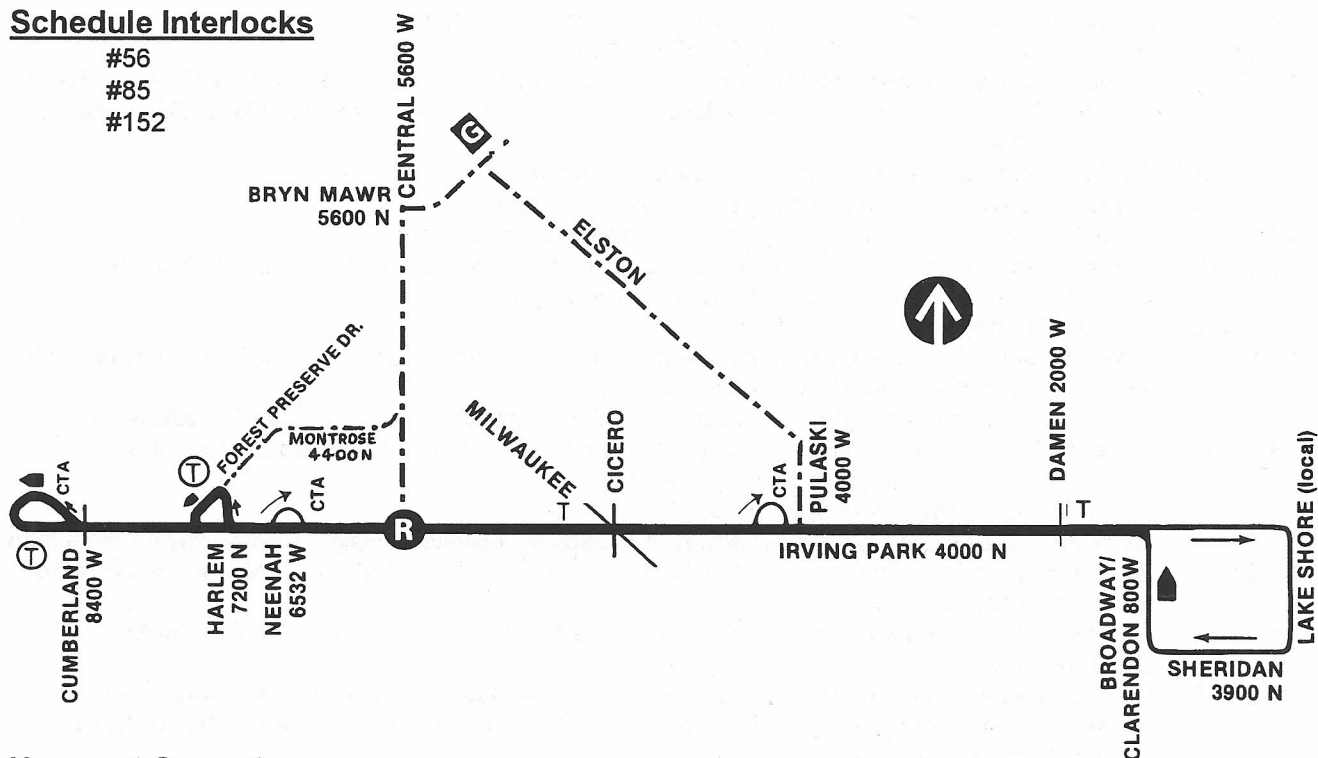 Schedule Interlocks
#56
#85
#152
CENTRAL 5600 W
G
BRYN MAWR
5600 N
ELSTON
FOREST PRESERVE DR.
MONTROSE
4400 N
MILWAUKEE
CICERO
PULASKI
4000 W
DAMEN 2000 W
LAKE SHORE (local)
CTA
T
CTA
CTA
T
T
T
R
IRVING PARK 4000 N
CUMBERLAND
8400 W
HARLEM
7200 N
NEENAH
6532 W
BROADWAY/
CLARENDON 800W
SHERIDAN
3900 N